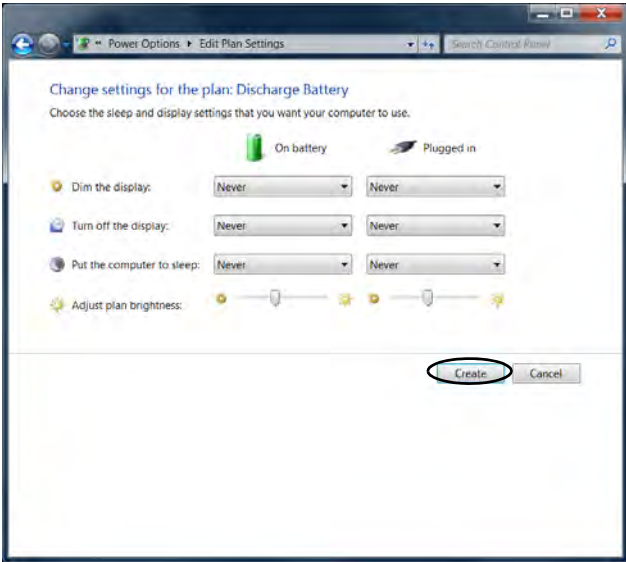 Power Options Edit Plan Settings Search Control Panel
Change settings for the plan: Discharge Battery
Choose the sleep and display settings that you want your computer to use.
On battery Plugged in
Dim the display: Never Never
Turn off the display: Never Never
Put the computer to sleep: Never Never
Adjust plan brightness:
Create Cancel